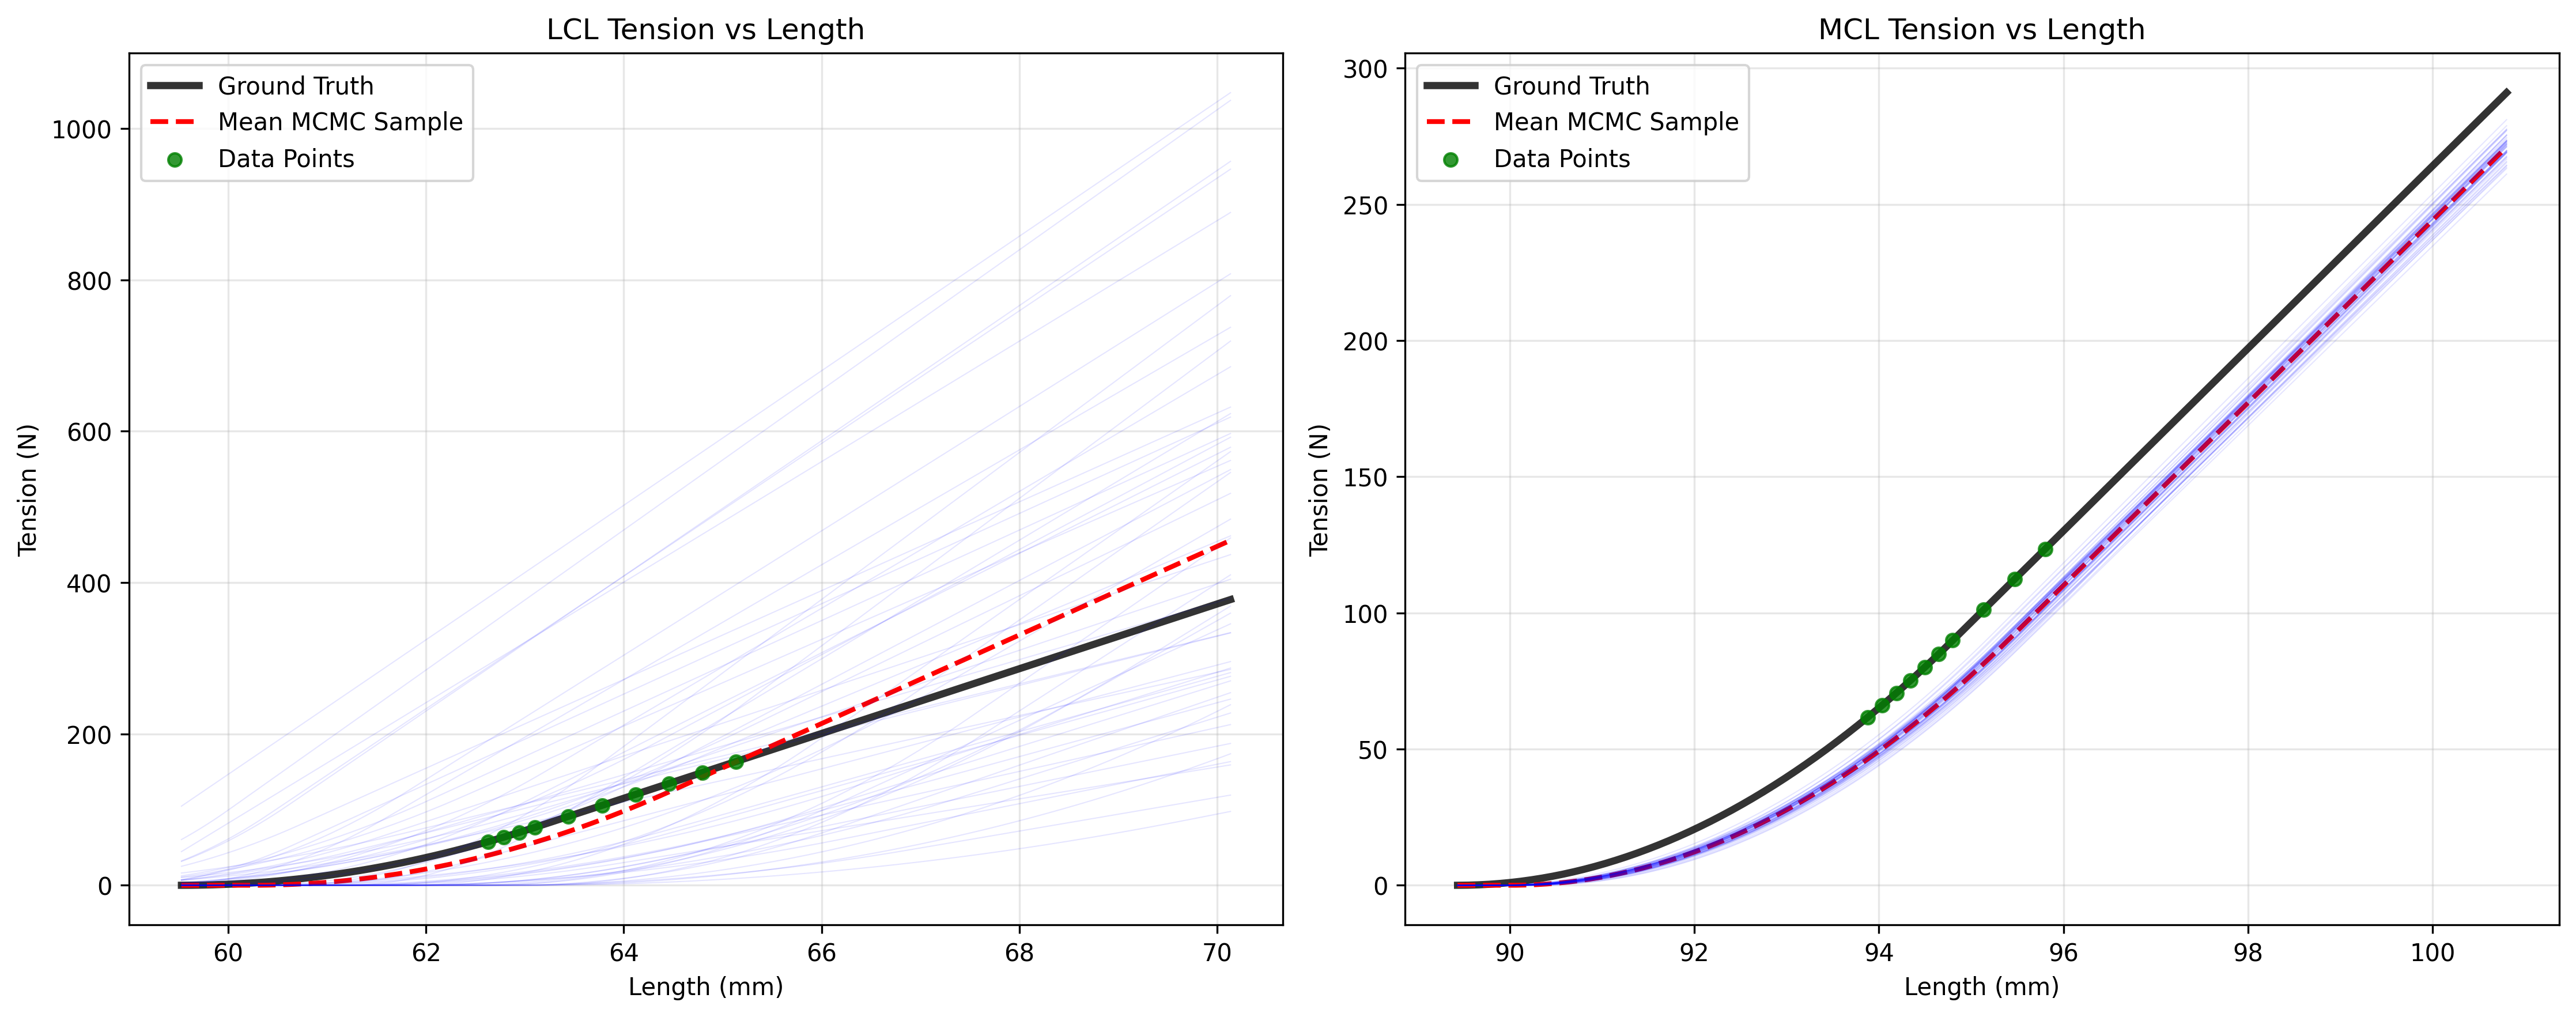 LCL Tension vs Length
Ground Truth
Mean MCMC Sample
Data Points
Tension (N)
1000
800
600
400
200
0
60 62 64 66 68 70
Length (mm)
MCL Tension vs Length
Ground Truth
Mean MCMC Sample
Data Points
Tension (N)
300
250
200
150
100
50
0
90 92 94 96 98 100
Length (mm)